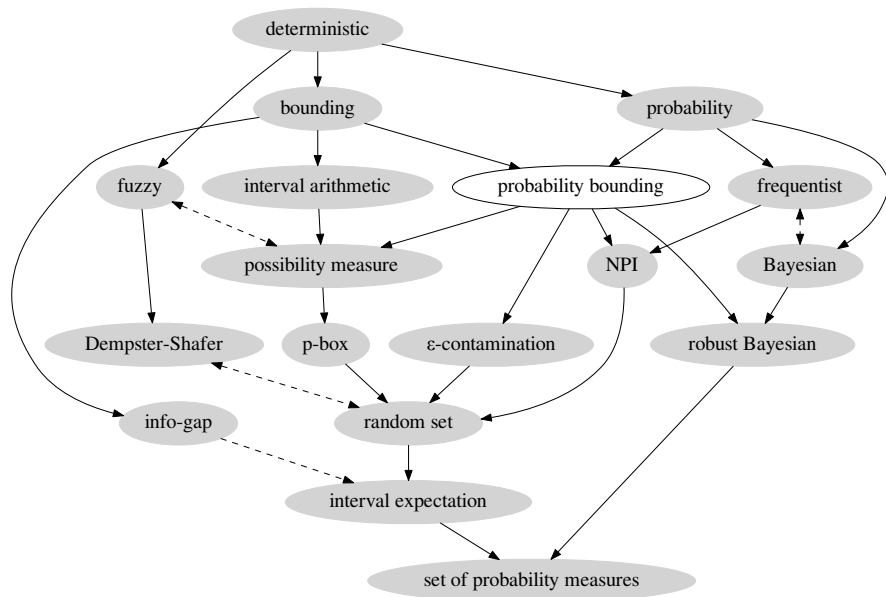 deterministic
bounding
probability
fuzzy
interval arithmetic
probability bounding
frequentist
possibility measure
NPI
Bayesian
Dempster-Shafer
p-box
ε-contamination
robust Bayesian
info-gap
random set
interval expectation
set of probability measures